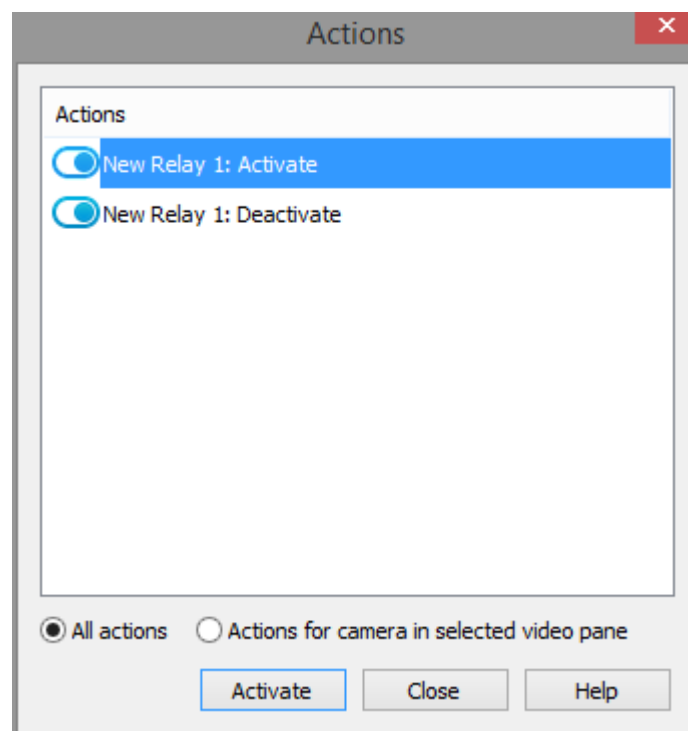 Actions
Actions
New Relay 1: Activate
New Relay 1: Deactivate
All actions Actions for camera in selected video pane
Activate Close Help